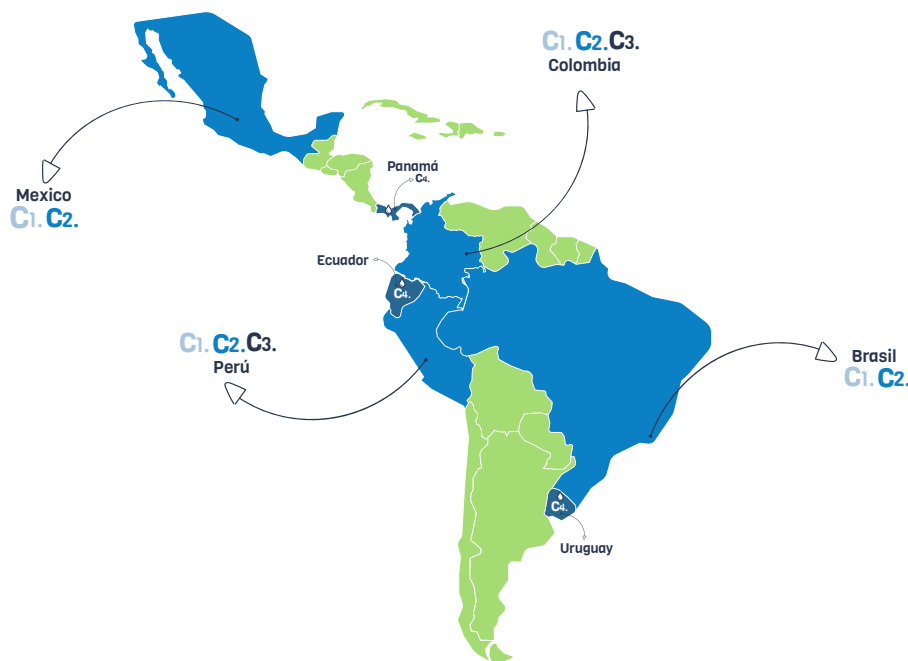 C1. C2. C3.
Colombia
Panamá
C4.
Mexico
C1. C2.
Ecuador
C4.
C1. C2. C3.
Perú
Brasil
C1. C2.
C4.
Uruguay